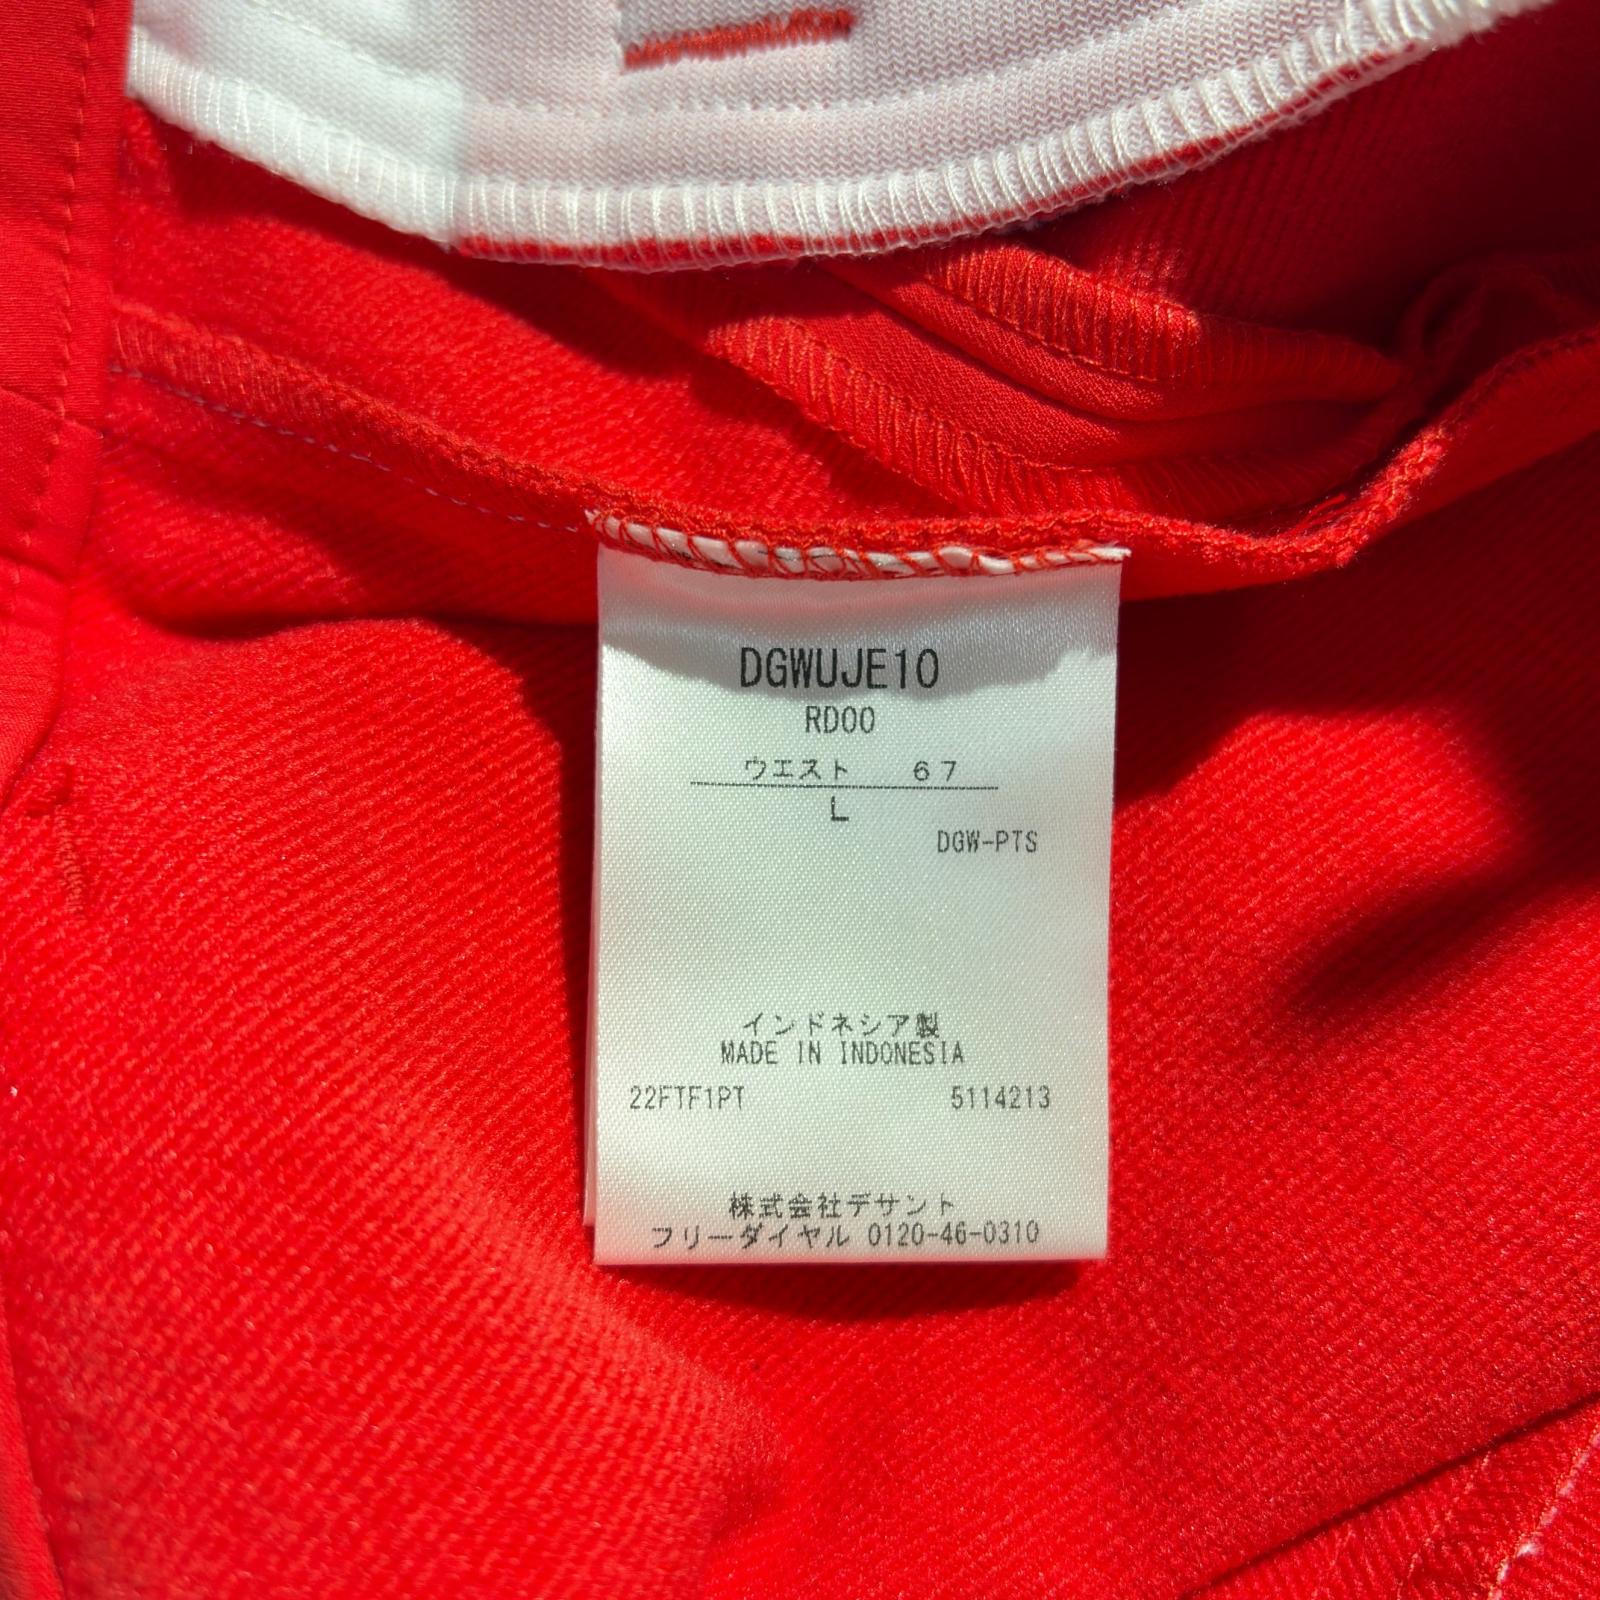 DGWUJE10
RD00
ウエスト 67
L
DGW-PTS
インドネシア製
MADE IN INDONESIA
22FTF1PT 5114213
株式会社デサント
フリーダイヤル 0120-46-0310